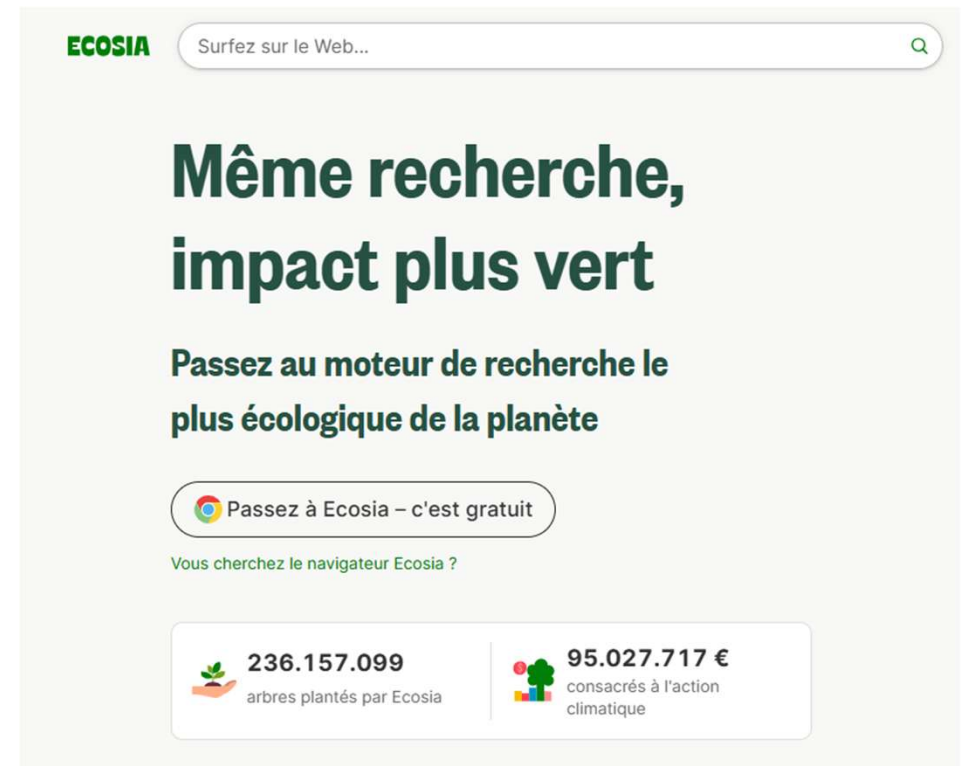 ECOSIA
Surfez sur le Web...
Même recherche,
impact plus vert
Passez au moteur de recherche le
plus écologique de la planète
Passez à Ecosia – c'est gratuit
Vous cherchez le navigateur Ecosia ?
236.157.099
arbres plantés par Ecosia
95.027.717 €
consacrés à l'action
climatique